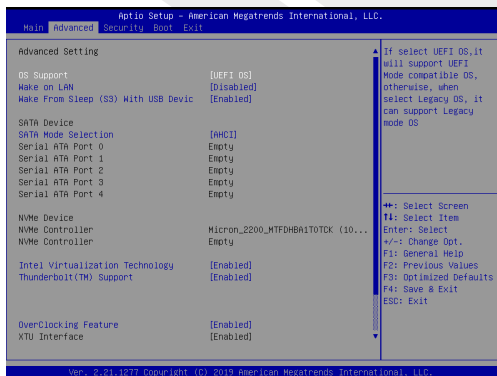 Aptio Setup – American Megatrends International, LLC.
Main Advanced Security Boot Exit
Advanced Setting
OS Support [UEFI OS]
Wake on LAN [Disabled]
Wake From Sleep (S3) With USB Devic [Enabled]
SATA Device
SATA Mode Selection [AHCI]
Serial ATA Port 0 Empty
Serial ATA Port 1 Empty
Serial ATA Port 2 Empty
Serial ATA Port 3 Empty
Serial ATA Port 4 Empty
NVMe Device
NVMe Controller Micron_2200_MTFDHBA1T0TCK (10...
NVMe Controller Empty
Intel Virtualization Technology [Enabled]
Thunderbolt(TM) Support [Enabled]
OverClocking Feature [Enabled]
XTU Interface [Enabled]
If select UEFI OS,it
will support UEFI
Mode compatible OS,
otherwise, when
select Legacy OS, it
can support Legacy
mode OS
→←: Select Screen
↑↓: Select Item
Enter: Select
+/-: Change Opt.
F1: General Help
F2: Previous Values
F3: Optimized Defaults
F4: Save & Exit
ESC: Exit
Ver. 2.21.1277 Copyright (C) 2019 American Megatrends International, LLC.